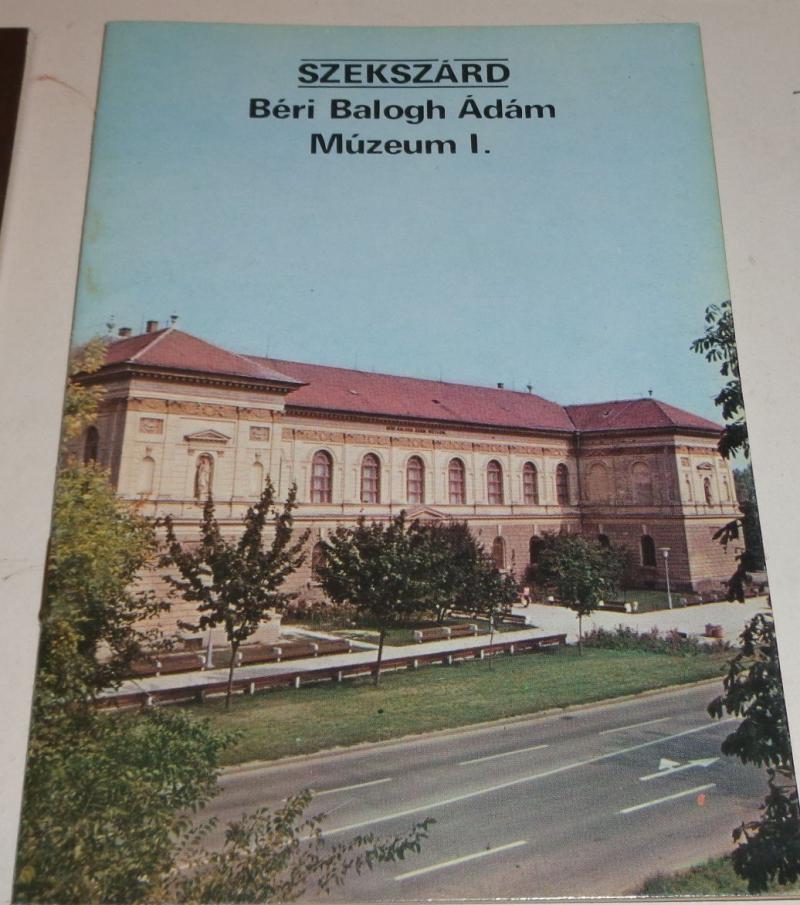 SZEKSZÁRD
Béri Balogh Ádám
Múzeum I.